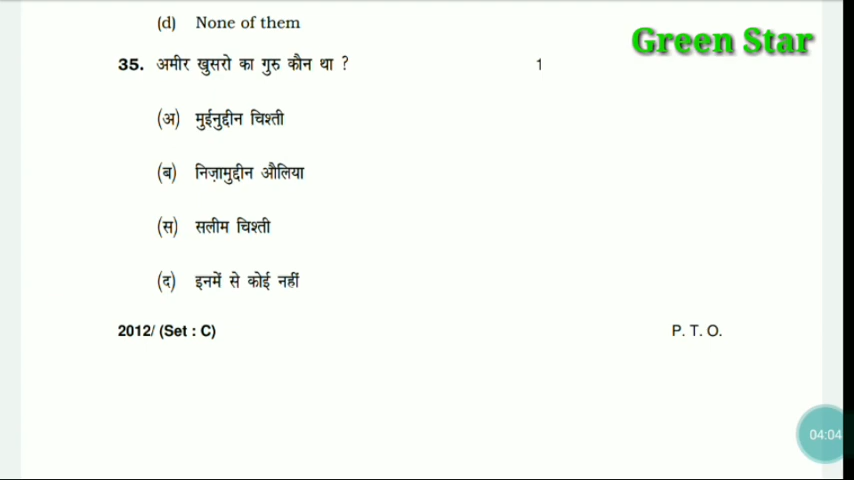 (d) None of them
Green Star
35. अमीर खुसरो का गुरु कौन था ? 1
(अ) मुईनुद्दीन चिश्ती
(ब) निज़ामुद्दीन औलिया
(स) सलीम चिश्ती
(द) इनमें से कोई नहीं
2012/ (Set : C) P. T. O.
04:04